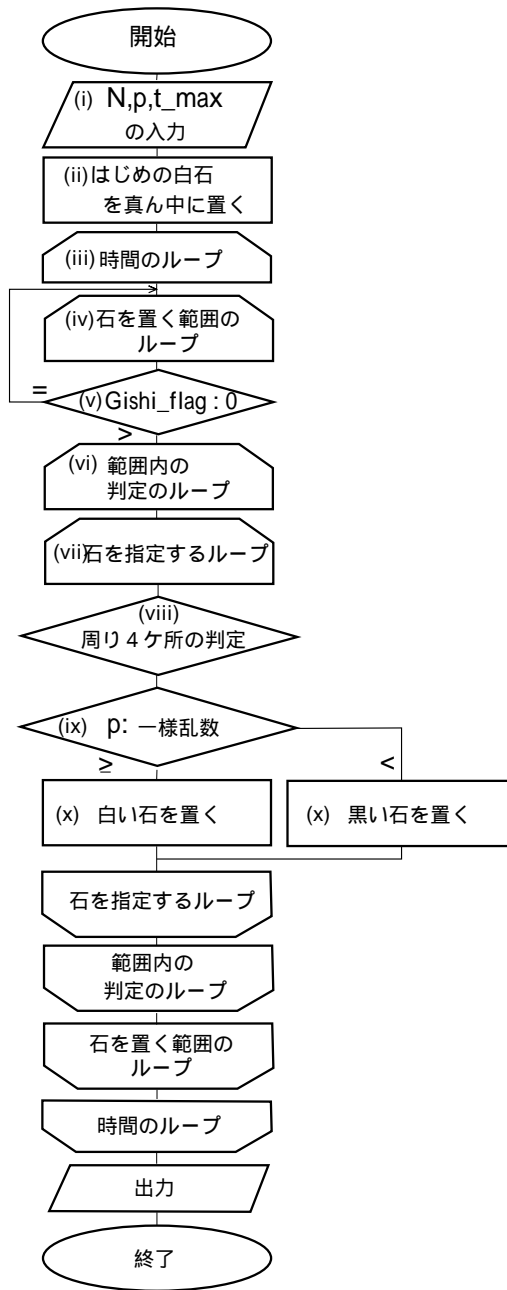 開始
(i) N,p,t_max
の入力
(ii)はじめの白石
を真ん中に置く
(iii)時間のループ
(iv)石を置く範囲の
ループ
=
(v)Gishi_flag : 0
>
(vi) 範囲内の
判定のループ
(vii)石を指定するループ
(viii)
周り4ケ所の判定
(ix) p: 一様乱数
≥
<
(x) 白い石を置く
(x) 黒い石を置く
石を指定するループ
範囲内の
判定のループ
石を置く範囲の
ループ
時間のループ
出力
終了